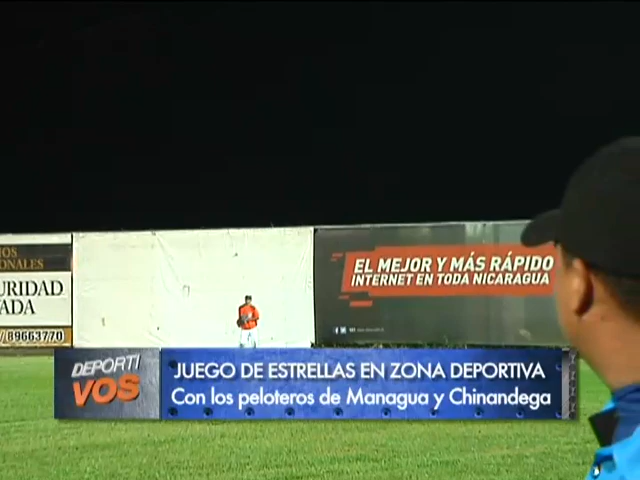 ONALES
URIDAD
ADA
/ 89663770
EL MEJOR Y MÁS RÁPIDO
INTERNET EN TODA NICARAGUA
DEPORTI
VOS
JUEGO DE ESTRELLAS EN ZONA DEPORTIVA
Con los peloteros de Managua y Chinandega